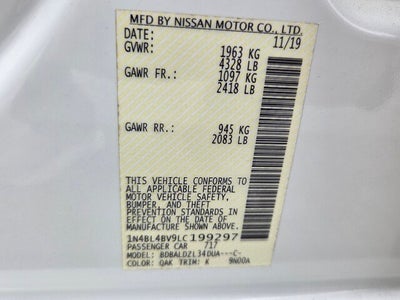 MFD BY NISSAN MOTOR CO., LTD.
DATE: 11/19
GVWR: 1963 KG
4328 LB
GAWR FR.: 1097 KG
2418 LB
GAWR RR.: 945 KG
2083 LB
THIS VEHICLE CONFORMS TO
ALL APPLICABLE FEDERAL
MOTOR VEHICLE SAFETY,
BUMPER, AND THEFT
PREVENTION STANDARDS IN
EFFECT ON THE DATE OF
MANUFACTURE SHOWN ABOVE.
1N4BL4BV9LC199297
PASSENGER CAR 717
MODEL: BDBALDZL34DUA---C-
COLOR: QAK TRIM: K 9N00A